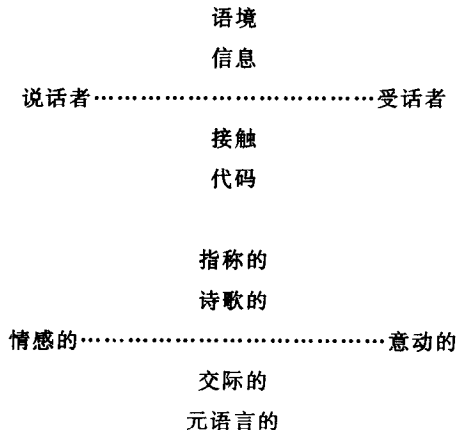 语境
信息
说话者………………………………受话者
接触
代码
指称的
诗歌的
情感的………………………………意动的
交际的
元语言的